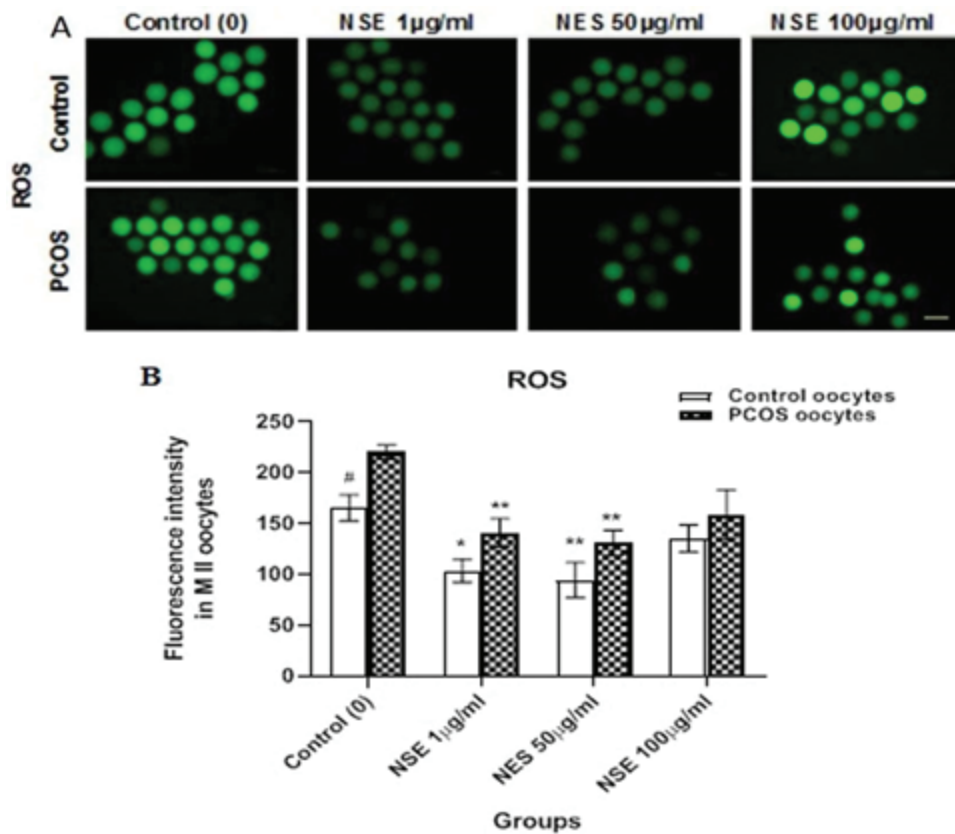 A
Control (0) NSE 1µg/ml NES 50µg/ml NSE 100µg/ml
ROS
Control
PCOS
B
ROS
Control oocytes
PCOS oocytes
Fluorescence intensity
in M II oocytes
250
200
150
100
50
0
#
*
**
**
**
Control (0)
NSE 1µg/ml
NES 50µg/ml
NSE 100µg/ml
Groups